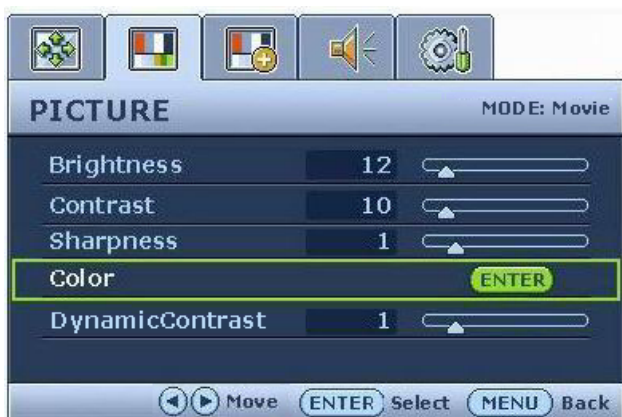 PICTURE MODE: Movie
Brightness 12
Contrast 10
Sharpness 1
Color ENTER
DynamicContrast 1
Move ENTER Select MENU Back